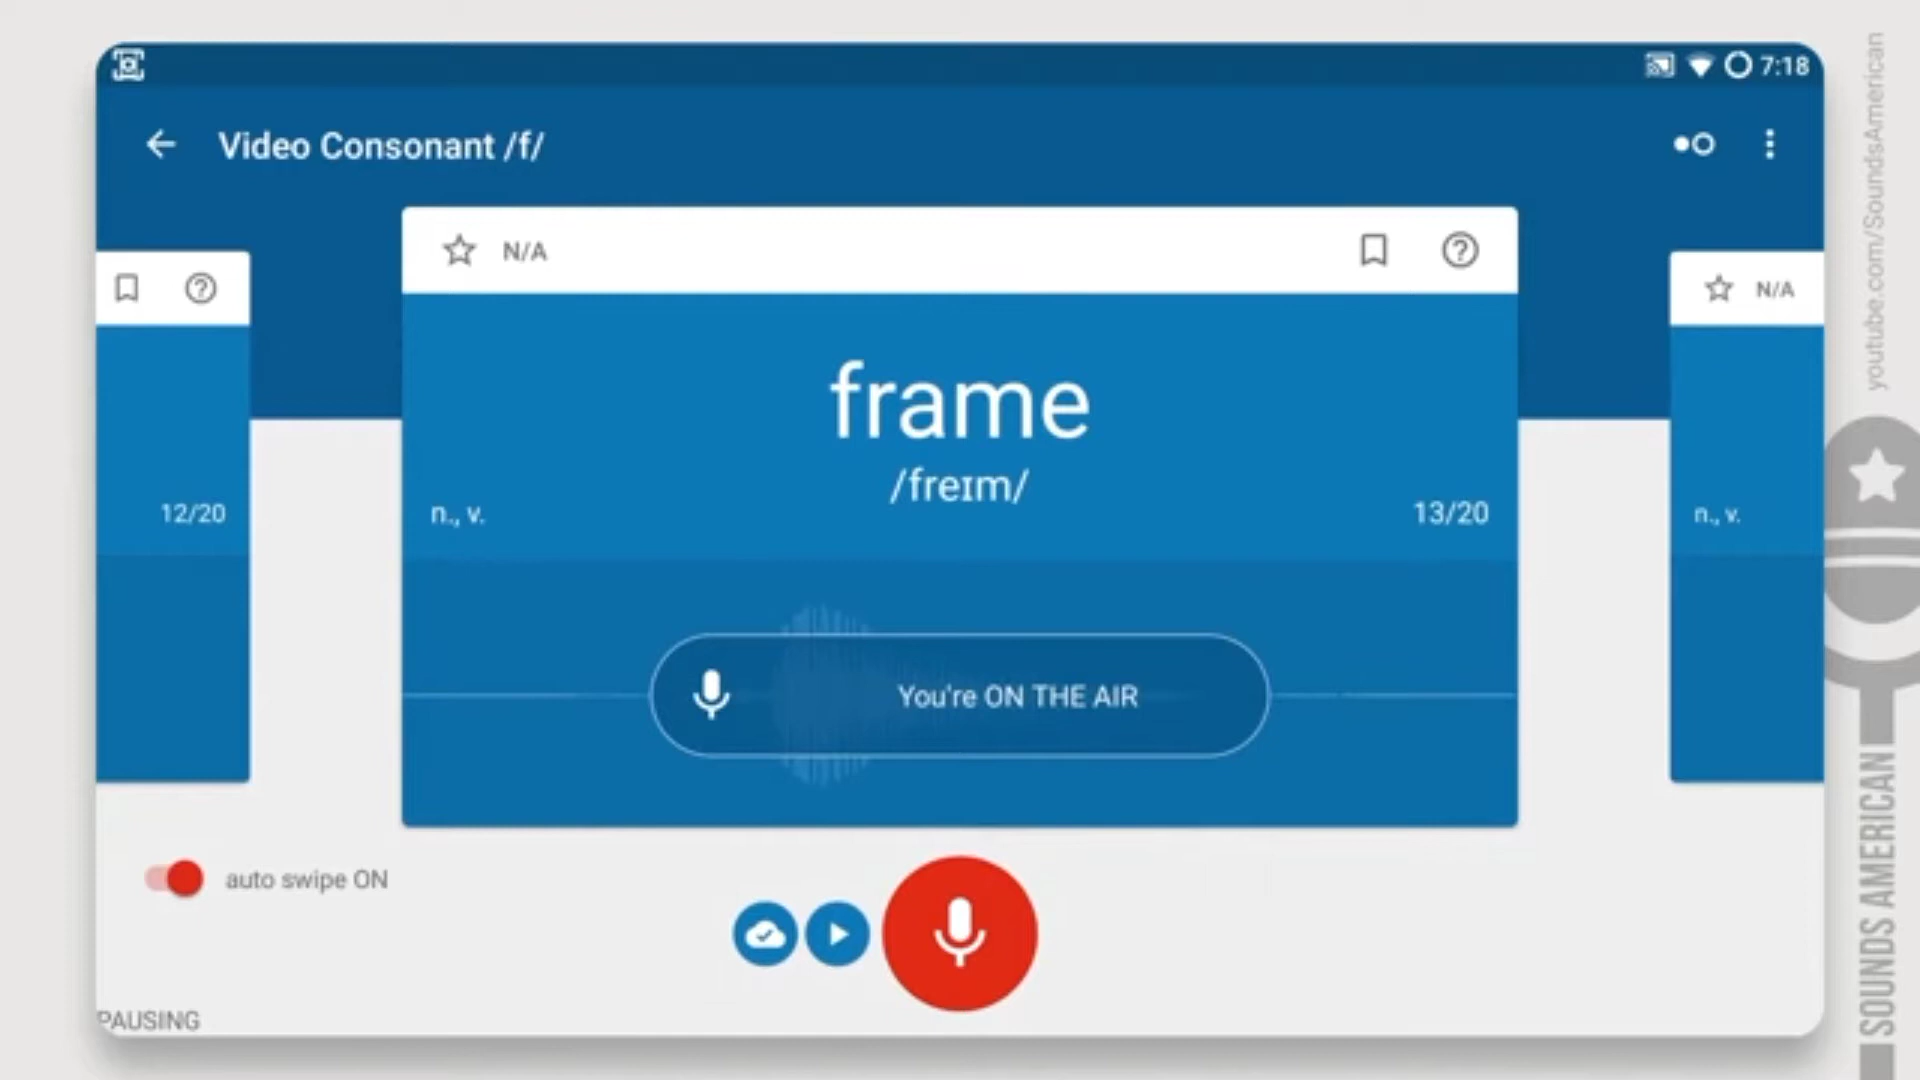 7:18
Video Consonant /f/
N/A
frame
/freɪm/
n., v.
13/20
You're ON THE AIR
12/20
N/A
n., v.
auto swipe ON
PAUSING
youtube.com/SoundsAmerican
SOUNDS AMERICAN